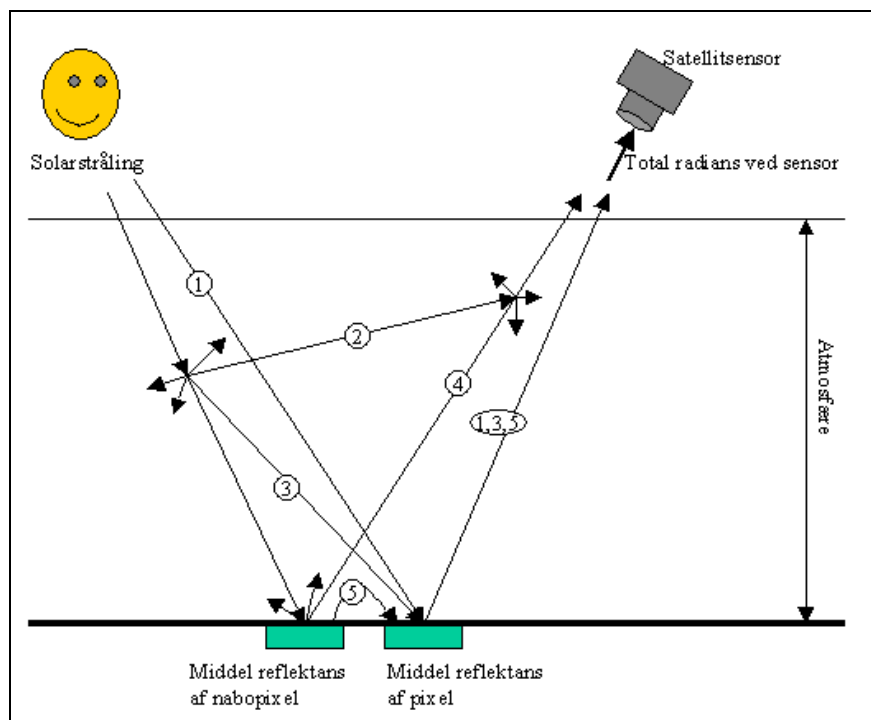 Satellitsensor
Solarstråling
Total radians ved sensor
1
2
4
Atmosfære
1,3,5
3
5
Middel reflektans
af nabopixel
Middel reflektans
af pixel